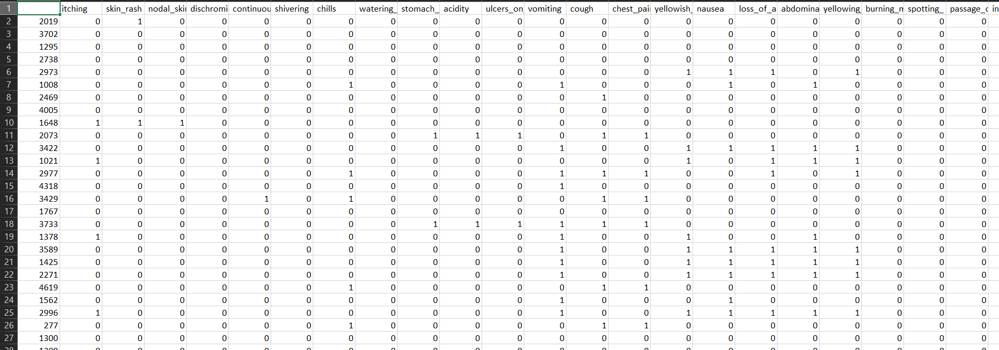 1 itching skin_rash nodal_ski dischromi continuou shivering chills watering_ stomach_ acidity ulcers_on_ vomiting cough chest_pai yellowish_ nausea loss_of_a abdomina yellowing_ burning_m spotting_ passage_o in
2 2019 0 1 0 0 0 0 0 0 0 0 0 0 0 0 0 0 0 0 0 0 0 0
3 3702 0 0 0 0 0 0 0 0 0 0 0 0 0 0 0 0 0 0 0 0 0 0
4 1295 0 0 0 0 0 0 0 0 0 0 0 0 0 0 0 0 0 0 0 0 0 0
5 2738 0 0 0 0 0 0 0 0 0 0 0 0 0 0 0 0 0 0 0 0 0 0
6 2973 0 0 0 0 0 0 0 0 0 0 0 0 0 0 1 1 1 0 1 0 0 0
7 1008 0 0 0 0 0 0 1 0 0 0 0 1 0 0 0 1 0 1 0 0 0 0
8 2469 0 0 0 0 0 0 0 0 0 0 0 0 1 0 0 0 0 0 0 0 0 0
9 4005 0 0 0 0 0 0 0 0 0 0 0 0 0 0 0 0 0 0 0 0 0 0
10 1648 1 1 1 0 0 0 0 0 0 0 0 0 0 0 0 0 0 0 0 0 0 0
11 2073 0 0 0 0 0 0 0 0 1 1 1 0 1 1 0 0 0 0 0 0 0 0
12 3422 0 0 0 0 0 0 0 0 0 0 0 1 0 0 1 1 1 1 1 0 0 0
13 1021 1 0 0 0 0 0 0 0 0 0 0 0 0 0 1 0 1 1 1 0 0 0
14 2977 0 0 0 0 0 0 1 0 0 0 0 1 1 1 0 0 1 0 1 0 0 0
15 4318 0 0 0 0 0 0 0 0 0 0 0 1 0 0 0 0 0 0 0 0 0 0
16 3429 0 0 0 0 1 0 1 0 0 0 0 0 1 1 0 0 0 0 0 0 0 0
17 1767 0 0 0 0 0 0 0 0 0 0 0 0 0 0 0 0 0 0 0 0 0 0
18 3733 0 0 0 0 0 0 0 0 1 1 1 1 1 1 0 0 0 0 0 0 0 0
19 1378 1 0 0 0 0 0 0 0 0 0 0 1 0 0 1 0 0 1 0 0 0 0
20 3589 0 0 0 0 0 0 0 0 0 0 0 1 0 0 1 1 1 1 1 0 0 0
21 1425 0 0 0 0 0 0 0 0 0 0 0 1 0 0 1 1 1 1 1 0 0 0
22 2271 0 0 0 0 0 0 0 0 0 0 0 1 0 0 1 1 1 1 1 0 0 0
23 4619 0 0 0 0 0 0 1 0 0 0 0 0 1 1 0 0 0 0 0 0 0 0
24 1562 0 0 0 0 0 0 0 0 0 0 0 1 0 0 0 1 0 0 0 0 0 0
25 2996 1 0 0 0 0 0 0 0 0 0 0 1 0 0 1 1 1 1 1 0 0 0
26 277 0 0 0 0 0 0 1 0 0 0 0 0 1 1 0 0 0 0 0 0 0 0
27 1300 0 0 0 0 0 0 0 0 0 0 0 0 0 0 0 0 0 0 0 0 0 0